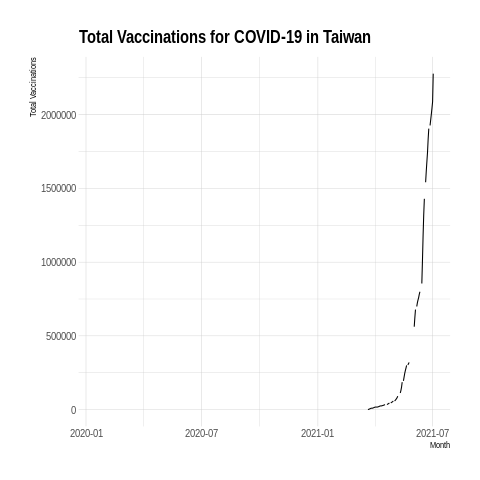 Total Vaccinations for COVID-19 in Taiwan
Total Vaccinations
2000000
1500000
1000000
500000
0
2020-01 2020-07 2021-01 2021-07
Month